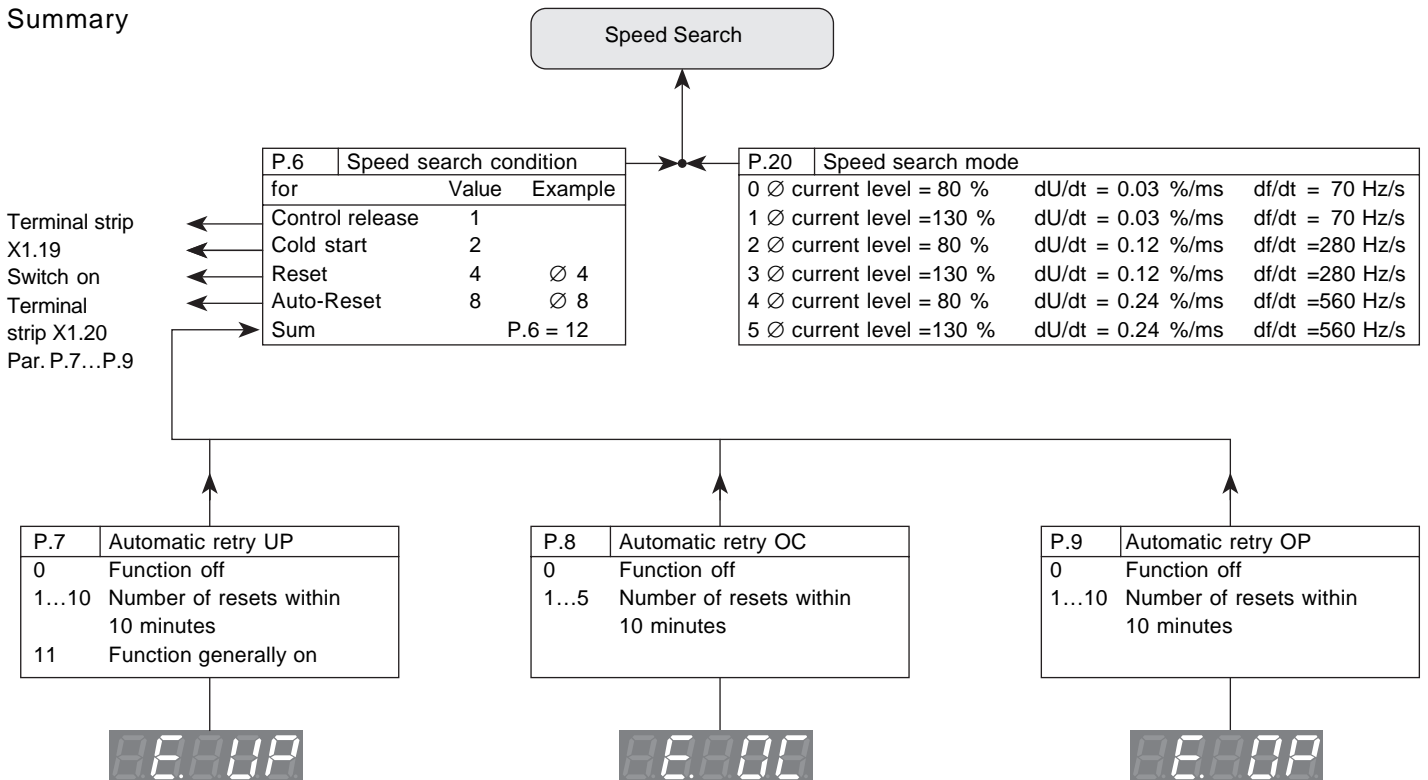 Summary
Speed Search
P.6 Speed search condition
for Value Example
Control release 1
Cold start 2
Reset 4 ∅ 4
Auto-Reset 8 ∅ 8
Sum P.6 = 12
P.20 Speed search mode
0 ∅ current level = 80 % dU/dt = 0.03 %/ms df/dt = 70 Hz/s
1 ∅ current level =130 % dU/dt = 0.03 %/ms df/dt = 70 Hz/s
2 ∅ current level = 80 % dU/dt = 0.12 %/ms df/dt =280 Hz/s
3 ∅ current level =130 % dU/dt = 0.12 %/ms df/dt =280 Hz/s
4 ∅ current level = 80 % dU/dt = 0.24 %/ms df/dt =560 Hz/s
5 ∅ current level =130 % dU/dt = 0.24 %/ms df/dt =560 Hz/s
Terminal strip
X1.19
Switch on
Terminal
strip X1.20
Par. P.7…P.9
P.7 Automatic retry UP
0 Function off
1…10 Number of resets within
10 minutes
11 Function generally on
P.8 Automatic retry OC
0 Function off
1…5 Number of resets within
10 minutes
P.9 Automatic retry OP
0 Function off
1…10 Number of resets within
10 minutes
E. UP
E. OC
E. OP